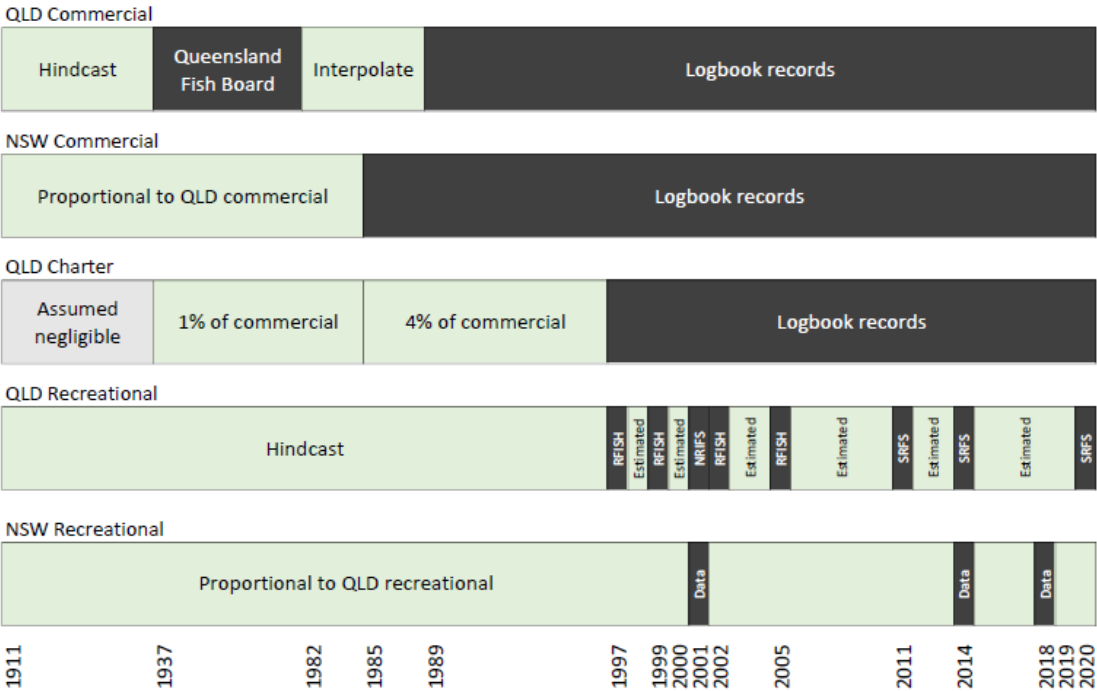 QLD Commercial
Hindcast
Queensland
Fish Board
Interpolate
Logbook records
NSW Commercial
Proportional to QLD commercial
Logbook records
QLD Charter
Assumed
negligible
1% of commercial
4% of commercial
Logbook records
QLD Recreational
Hindcast
RFISH
Estimated
RFISH
Estimated
NRIFS
RFISH
Estimated
RFISH
Estimated
SRFS
Estimated
SRFS
Estimated
SRFS
NSW Recreational
Proportional to QLD recreational
Data
Data
Data
1911
1937
1982
1985
1989
1997
1999
2000
2001
2002
2005
2011
2014
2018
2019
2020